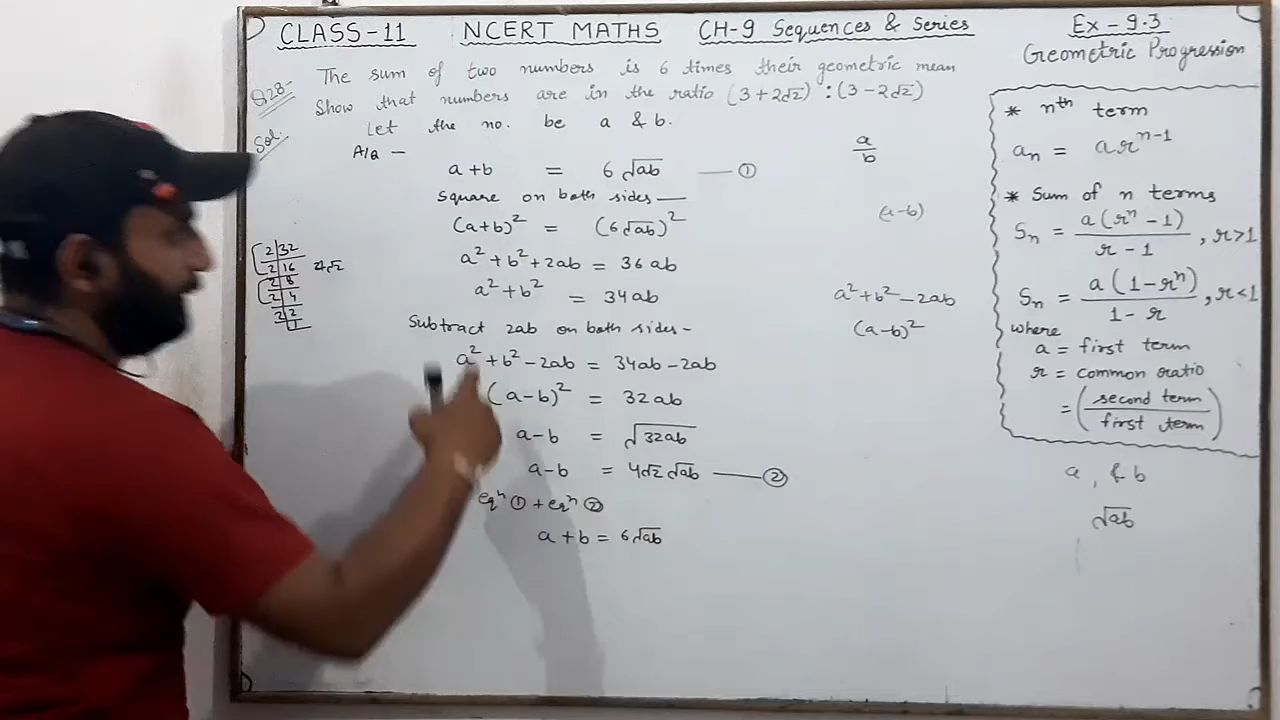 CLASS-11 NCERT MATHS CH-9 Sequences & Series Ex-9.3
Geometric Progression
Q28- The sum of two numbers is 6 times their geometric mean
Show that numbers are in the ratio (3+2√2) : (3-2√2)
Sol. Let the no. be a & b.
A/Q -
a+b = 6√ab —— ①
Square on both sides —
(a+b)² = (6√ab)²
a²+b²+2ab = 36ab
a²+b² = 34ab
Subtract 2ab on both sides-
a²+b²-2ab = 34ab-2ab
(a-b)² = 32ab
a-b = √32ab
a-b = 4√2√ab —— ②
eqⁿ ① + eqⁿ ②
a+b = 6√ab
2|32
2|16
2|8
2|4
2|2
1
4√2
a/b
(a-b)
a²+b²-2ab
(a-b)²
* nth term
aₙ = arⁿ⁻¹
* Sum of n terms
Sₙ = a(rⁿ-1)/r-1 , r>1
Sₙ = a(1-rⁿ)/1-r , r<1
where
a = first term
r = common ratio
= (second term/first term)
a, & b
√ab